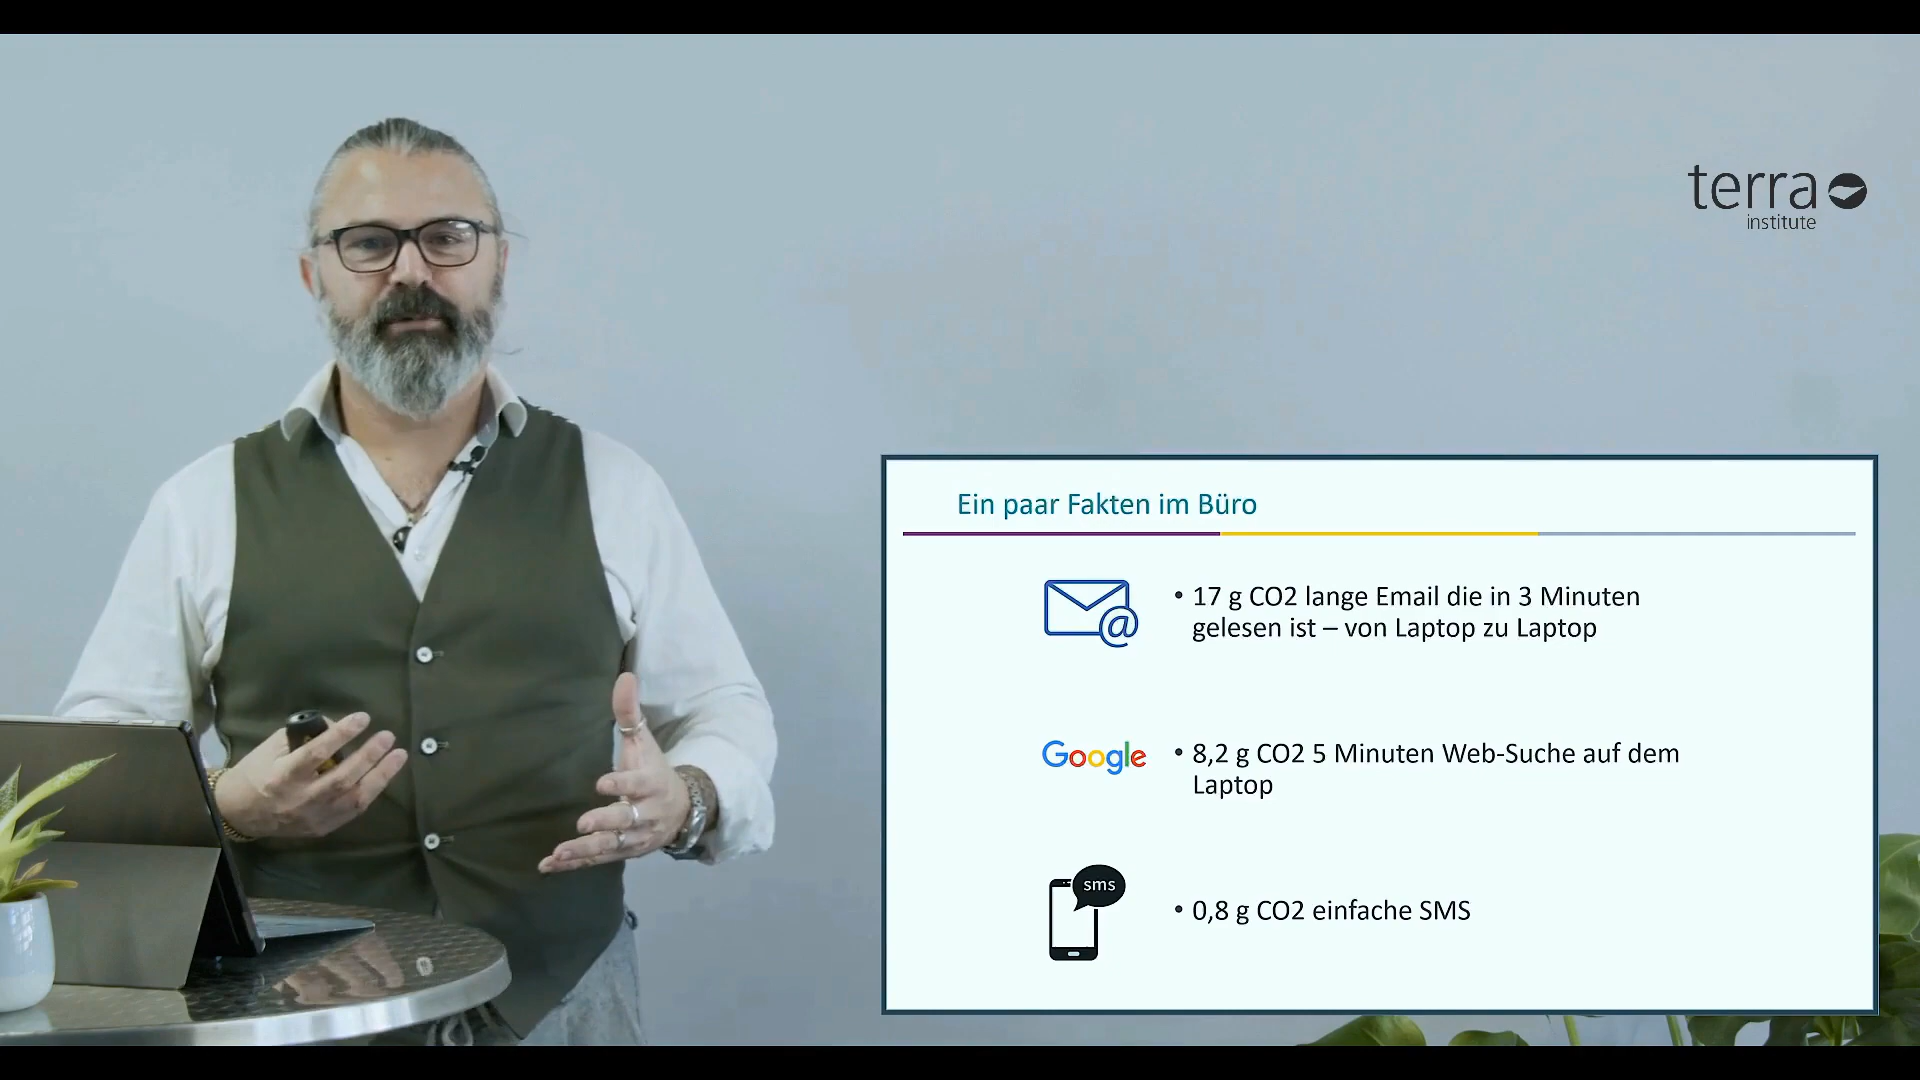 terra
institute
Ein paar Fakten im Büro
• 17 g CO2 lange Email die in 3 Minuten
gelesen ist – von Laptop zu Laptop
Google
• 8,2 g CO2 5 Minuten Web-Suche auf dem
Laptop
sms
• 0,8 g CO2 einfache SMS